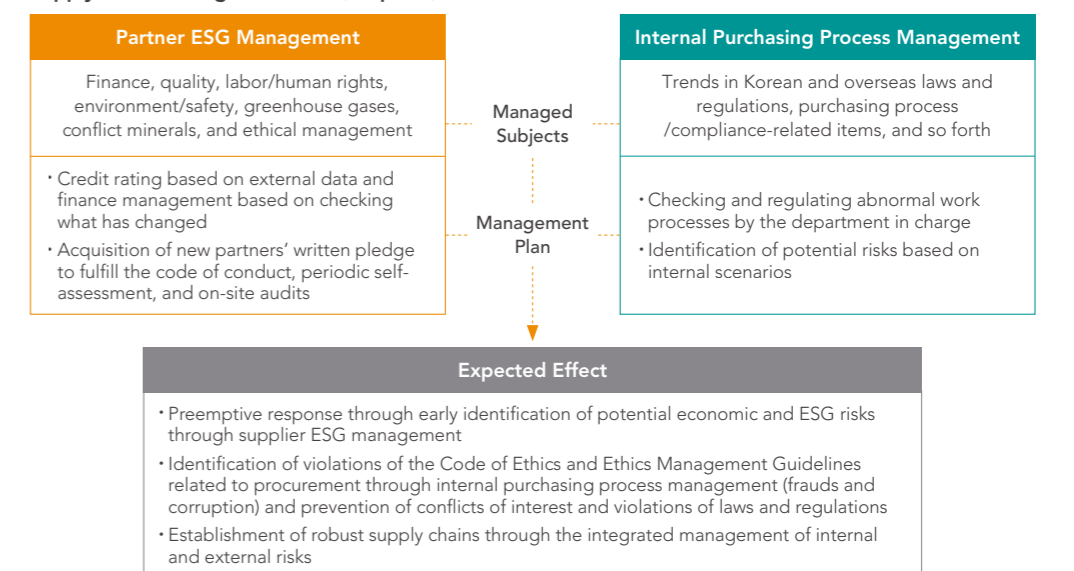 Partner ESG Management
Finance, quality, labor/human rights,
environment/safety, greenhouse gases,
conflict minerals, and ethical management
· Credit rating based on external data and
finance management based on checking
what has changed
· Acquisition of new partners’ written pledge
to fulfill the code of conduct, periodic self-
assessment, and on-site audits
Managed
Subjects
Management
Plan
Internal Purchasing Process Management
Trends in Korean and overseas laws and
regulations, purchasing process
/compliance-related items, and so forth
· Checking and regulating abnormal work
processes by the department in charge
· Identification of potential risks based on
internal scenarios
Expected Effect
· Preemptive response through early identification of potential economic and ESG risks
through supplier ESG management
· Identification of violations of the Code of Ethics and Ethics Management Guidelines
related to procurement through internal purchasing process management (frauds and
corruption) and prevention of conflicts of interest and violations of laws and regulations
· Establishment of robust supply chains through the integrated management of internal
and external risks